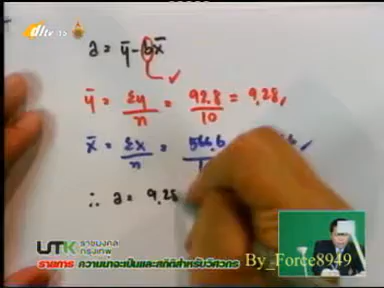 dltv 15
a = ȳ - bx̄
ȳ = Σy/n = 92.8/10 = 9.28
x̄ = Σx/n = 566.6
∴ a = 9.28
UTK ราชมงคล
กรุงเทพ
รายการ ความน่าจะเป็นและสถิติสำหรับวิศวกร
By_Force8949